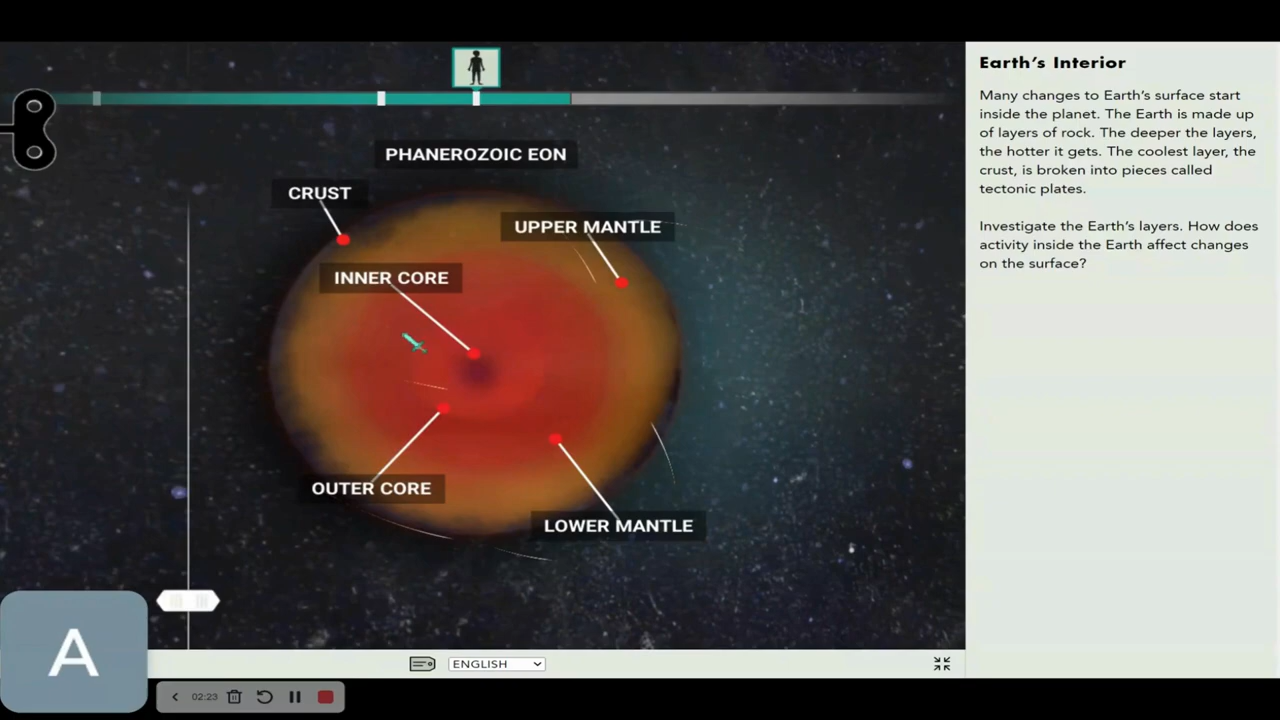 PHANEROZOIC EON
CRUST
UPPER MANTLE
INNER CORE
OUTER CORE
LOWER MANTLE
Earth's Interior
Many changes to Earth's surface start
inside the planet. The Earth is made up
of layers of rock. The deeper the layers,
the hotter it gets. The coolest layer, the
crust, is broken into pieces called
tectonic plates.
Investigate the Earth's layers. How does
activity inside the Earth affect changes
on the surface?
A
ENGLISH
02:23